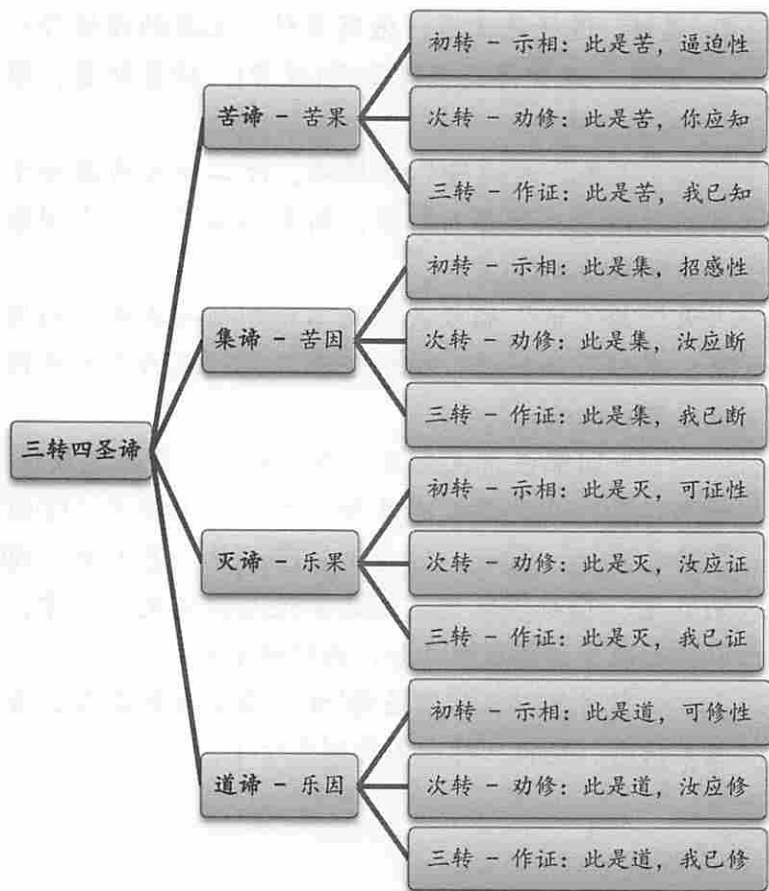 三转四圣谛
苦谛 - 苦果
初转 - 示相：此是苦，逼迫性
次转 - 劝修：此是苦，你应知
三转 - 作证：此是苦，我已知
集谛 - 苦因
初转 - 示相：此是集，招感性
次转 - 劝修：此是集，汝应断
三转 - 作证：此是集，我已断
灭谛 - 乐果
初转 - 示相：此是灭，可证性
次转 - 劝修：此是灭，汝应证
三转 - 作证：此是灭，我已证
道谛 - 乐因
初转 - 示相：此是道，可修性
次转 - 劝修：此是道，汝应修
三转 - 作证：此是道，我已修